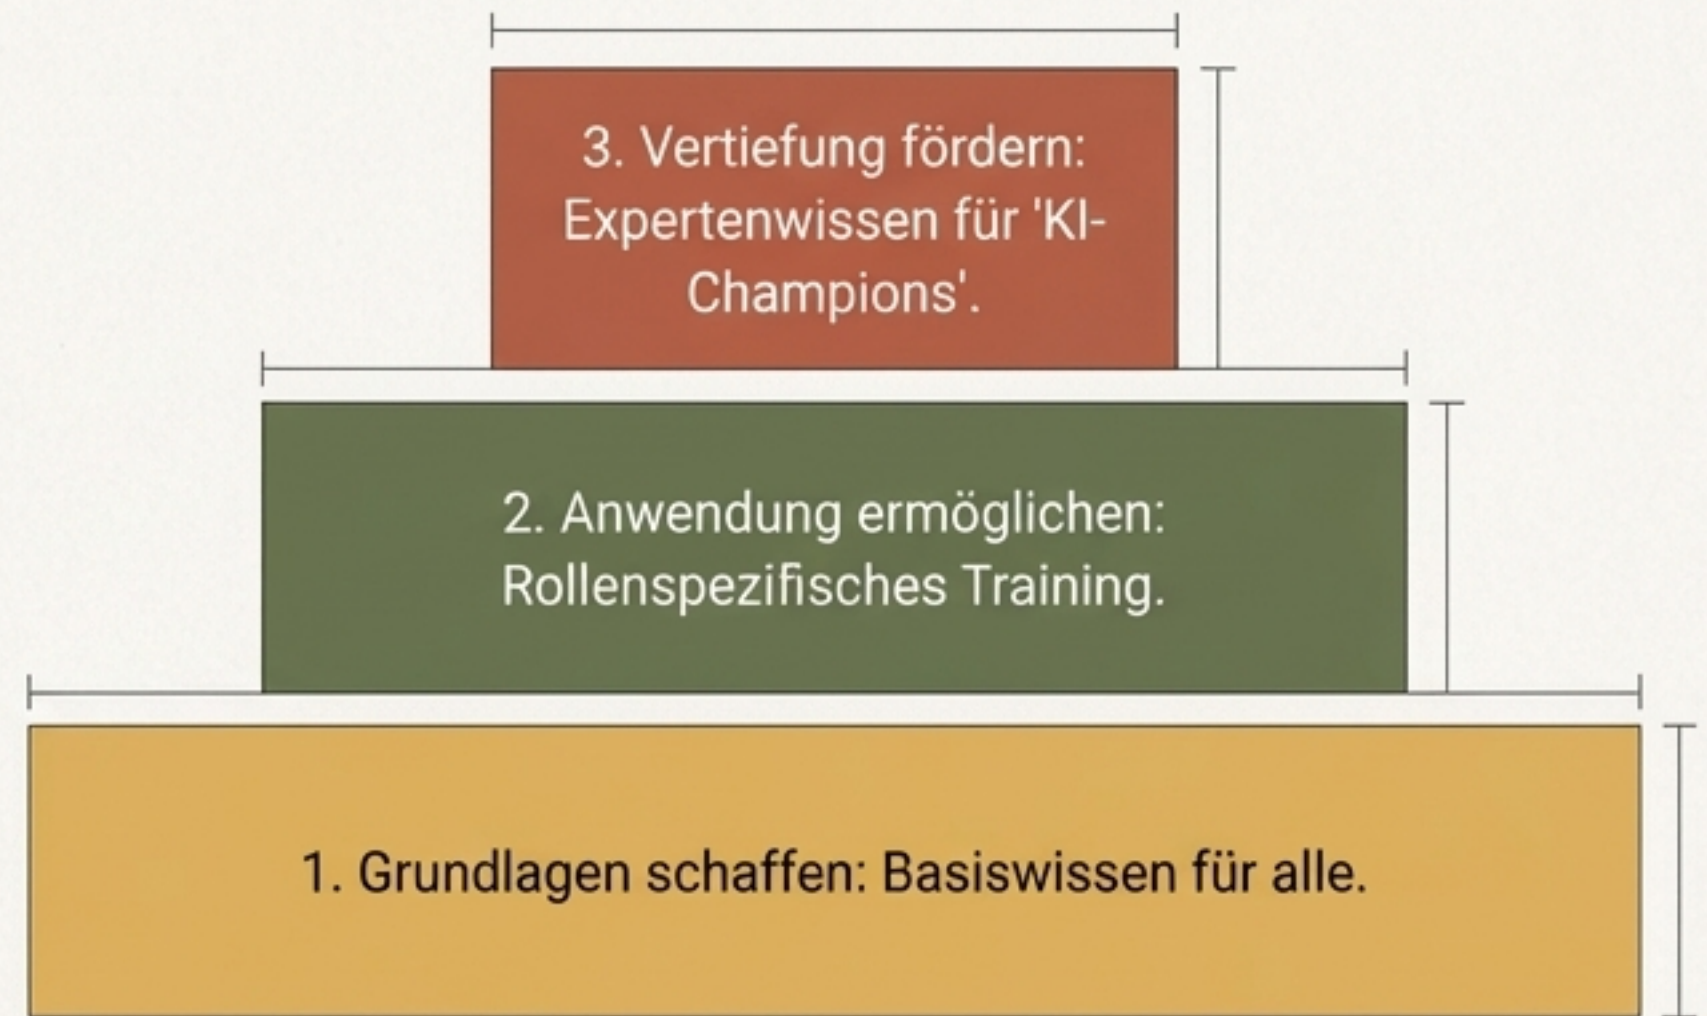 3. Vertiefung fördern:
Expertenwissen für 'KI-
Champions'.
2. Anwendung ermöglichen:
Rollenspezifisches Training.
1. Grundlagen schaffen: Basiswissen für alle.